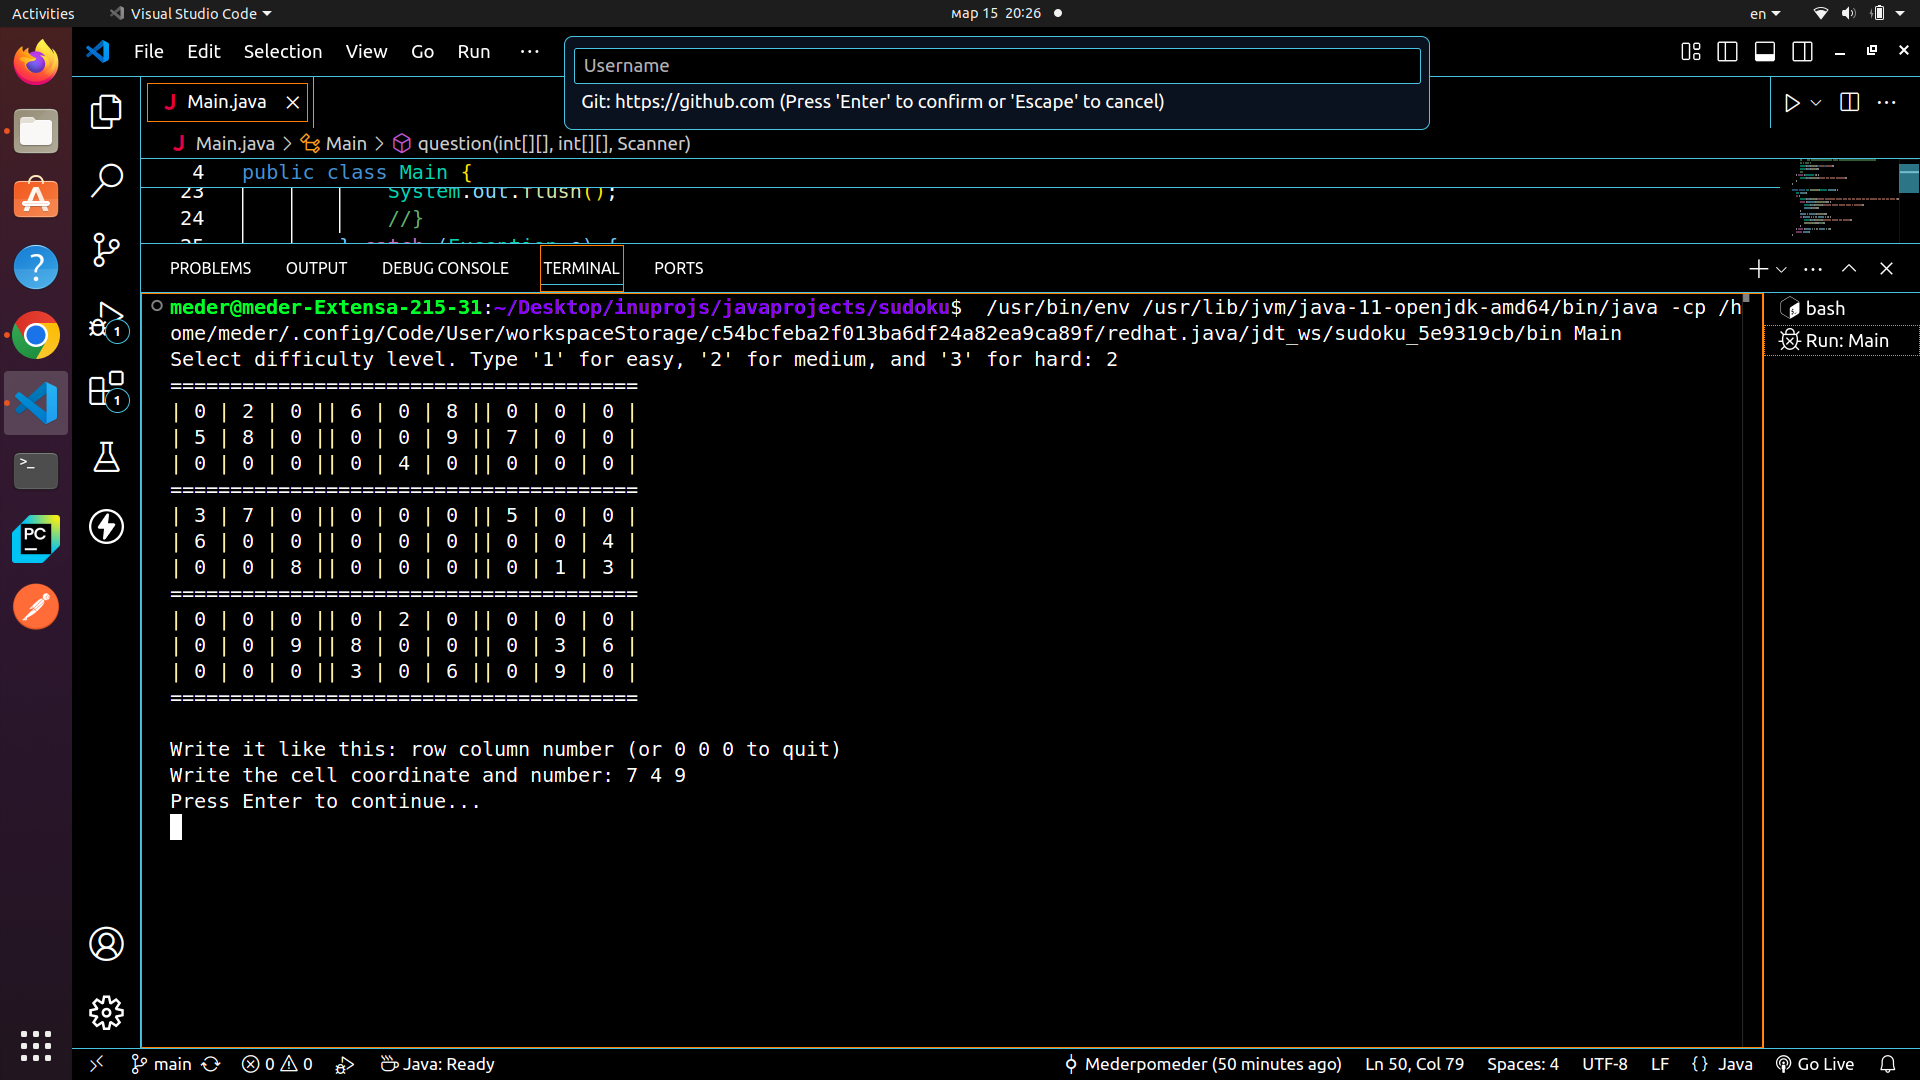 Activities Visual Studio Code мар 15 20:26 en
File Edit Selection View Go Run ···
Username
Git: https://github.com (Press 'Enter' to confirm or 'Escape' to cancel)
J Main.java
J Main.java > Main > question(int[][], int[][], Scanner)
4 public class Main {
23 System.out.flush();
24 //}
25 } catch (Exception e) {
PROBLEMS OUTPUT DEBUG CONSOLE TERMINAL PORTS
meder@meder-Extensa-215-31:~/Desktop/inuprojs/javaprojects/sudoku$ /usr/bin/env /usr/lib/jvm/java-11-openjdk-amd64/bin/java -cp /h
ome/meder/.config/Code/User/workspaceStorage/c54bcfeba2f013ba6df24a82ea9ca89f/redhat.java/jdt_ws/sudoku_5e9319cb/bin Main
Select difficulty level. Type '1' for easy, '2' for medium, and '3' for hard: 2
=======================================
| 0 | 2 | 0 || 6 | 0 | 8 || 0 | 0 | 0 |
| 5 | 8 | 0 || 0 | 0 | 9 || 7 | 0 | 0 |
| 0 | 0 | 0 || 0 | 4 | 0 || 0 | 0 | 0 |
=======================================
| 3 | 7 | 0 || 0 | 0 | 0 || 5 | 0 | 0 |
| 6 | 0 | 0 || 0 | 0 | 0 || 0 | 0 | 4 |
| 0 | 0 | 8 || 0 | 0 | 0 || 0 | 1 | 3 |
=======================================
| 0 | 0 | 0 || 0 | 2 | 0 || 0 | 0 | 0 |
| 0 | 0 | 9 || 8 | 0 | 0 || 0 | 3 | 6 |
| 0 | 0 | 0 || 3 | 0 | 6 || 0 | 9 | 0 |
=======================================
Write it like this: row column number (or 0 0 0 to quit)
Write the cell coordinate and number: 7 4 9
Press Enter to continue...
bash
Run: Main
1
1
PC
main 0 0 Java: Ready Mederpomeder (50 minutes ago) Ln 50, Col 79 Spaces: 4 UTF-8 LF {} Java Go Live